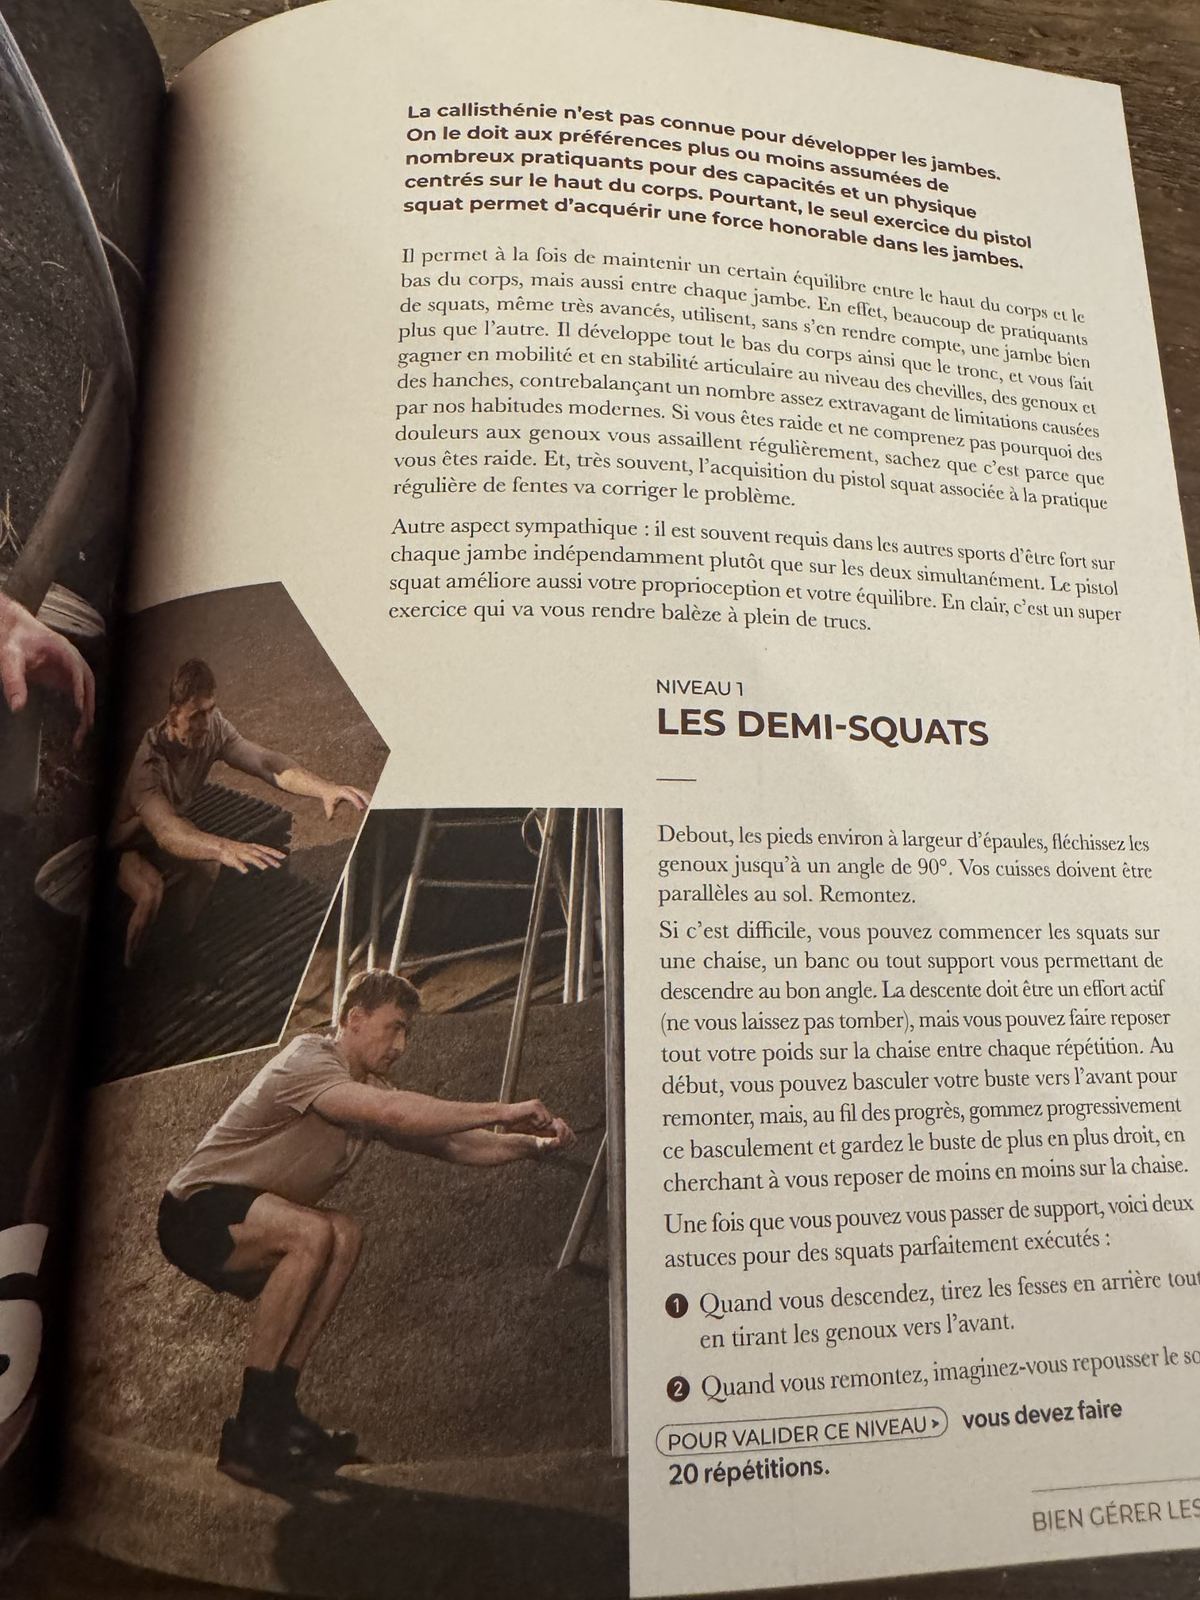 La callisthénie n'est pas connue pour développer les jambes.
On le doit aux préférences plus ou moins assumées de
nombreux pratiquants pour des capacités et un physique
centrés sur le haut du corps. Pourtant, le seul exercice du pistol
squat permet d'acquérir une force honorable dans les jambes.
Il permet à la fois de maintenir un certain équilibre entre le haut du corps et le
bas du corps, mais aussi entre chaque jambe. En effet, beaucoup de pratiquants
de squats, même très avancés, utilisent, sans s'en rendre compte, une jambe bien
plus que l'autre. Il développe tout le bas du corps ainsi que le tronc, et vous fait
gagner en mobilité et en stabilité articulaire au niveau des chevilles, des genoux et
des hanches, contrebalançant un nombre assez extravagant de limitations causées
par nos habitudes modernes. Si vous êtes raide et ne comprenez pas pourquoi des
douleurs aux genoux vous assaillent régulièrement, sachez que c'est parce que
vous êtes raide. Et, très souvent, l'acquisition du pistol squat associée à la pratique
régulière de fentes va corriger le problème.
Autre aspect sympathique : il est souvent requis dans les autres sports d'être fort sur
chaque jambe indépendamment plutôt que sur les deux simultanément. Le pistol
squat améliore aussi votre proprioception et votre équilibre. En clair, c'est un super
exercice qui va vous rendre balèze à plein de trucs.
NIVEAU 1
LES DEMI-SQUATS
Debout, les pieds environ à largeur d'épaules, fléchissez les
genoux jusqu'à un angle de 90°. Vos cuisses doivent être
parallèles au sol. Remontez.
Si c'est difficile, vous pouvez commencer les squats sur
une chaise, un banc ou tout support vous permettant de
descendre au bon angle. La descente doit être un effort actif
(ne vous laissez pas tomber), mais vous pouvez faire reposer
tout votre poids sur la chaise entre chaque répétition. Au
début, vous pouvez basculer votre buste vers l'avant pour
remonter, mais, au fil des progrès, gommez progressivement
ce basculement et gardez le buste de plus en plus droit, en
cherchant à vous reposer de moins en moins sur la chaise.
Une fois que vous pouvez vous passer de support, voici deux
astuces pour des squats parfaitement exécutés :
1 Quand vous descendez, tirez les fesses en arrière tout
en tirant les genoux vers l'avant.
2 Quand vous remontez, imaginez-vous repousser le
POUR VALIDER CE NIVEAU > vous devez faire
20 répétitions.
BIEN GÉRER LES